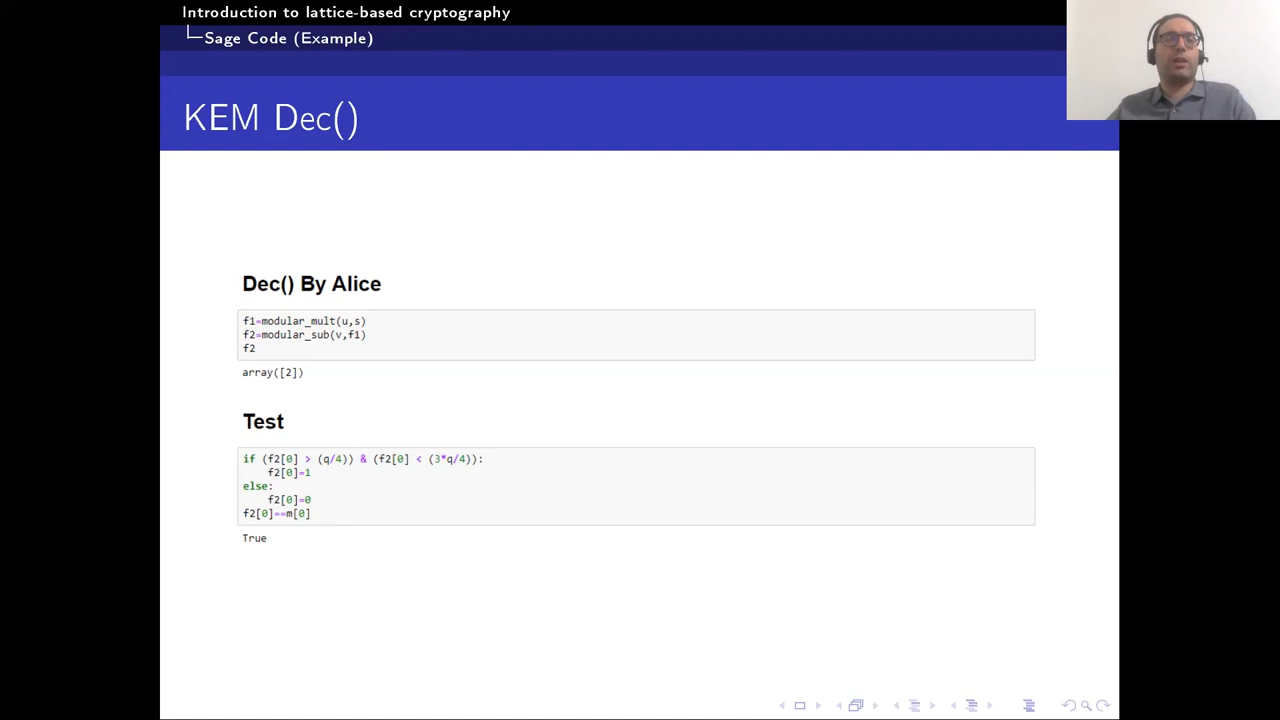 Introduction to lattice-based cryptography
Sage Code (Example)
KEM Dec()
Dec() By Alice
f1=modular_mult(u,s)
f2=modular_sub(v,f1)
f2
array([2])
Test
if (f2[0] > (q/4)) & (f2[0] < (3*q/4)):
    f2[0]=1
else:
    f2[0]=0
f2[0]==m[0]
True